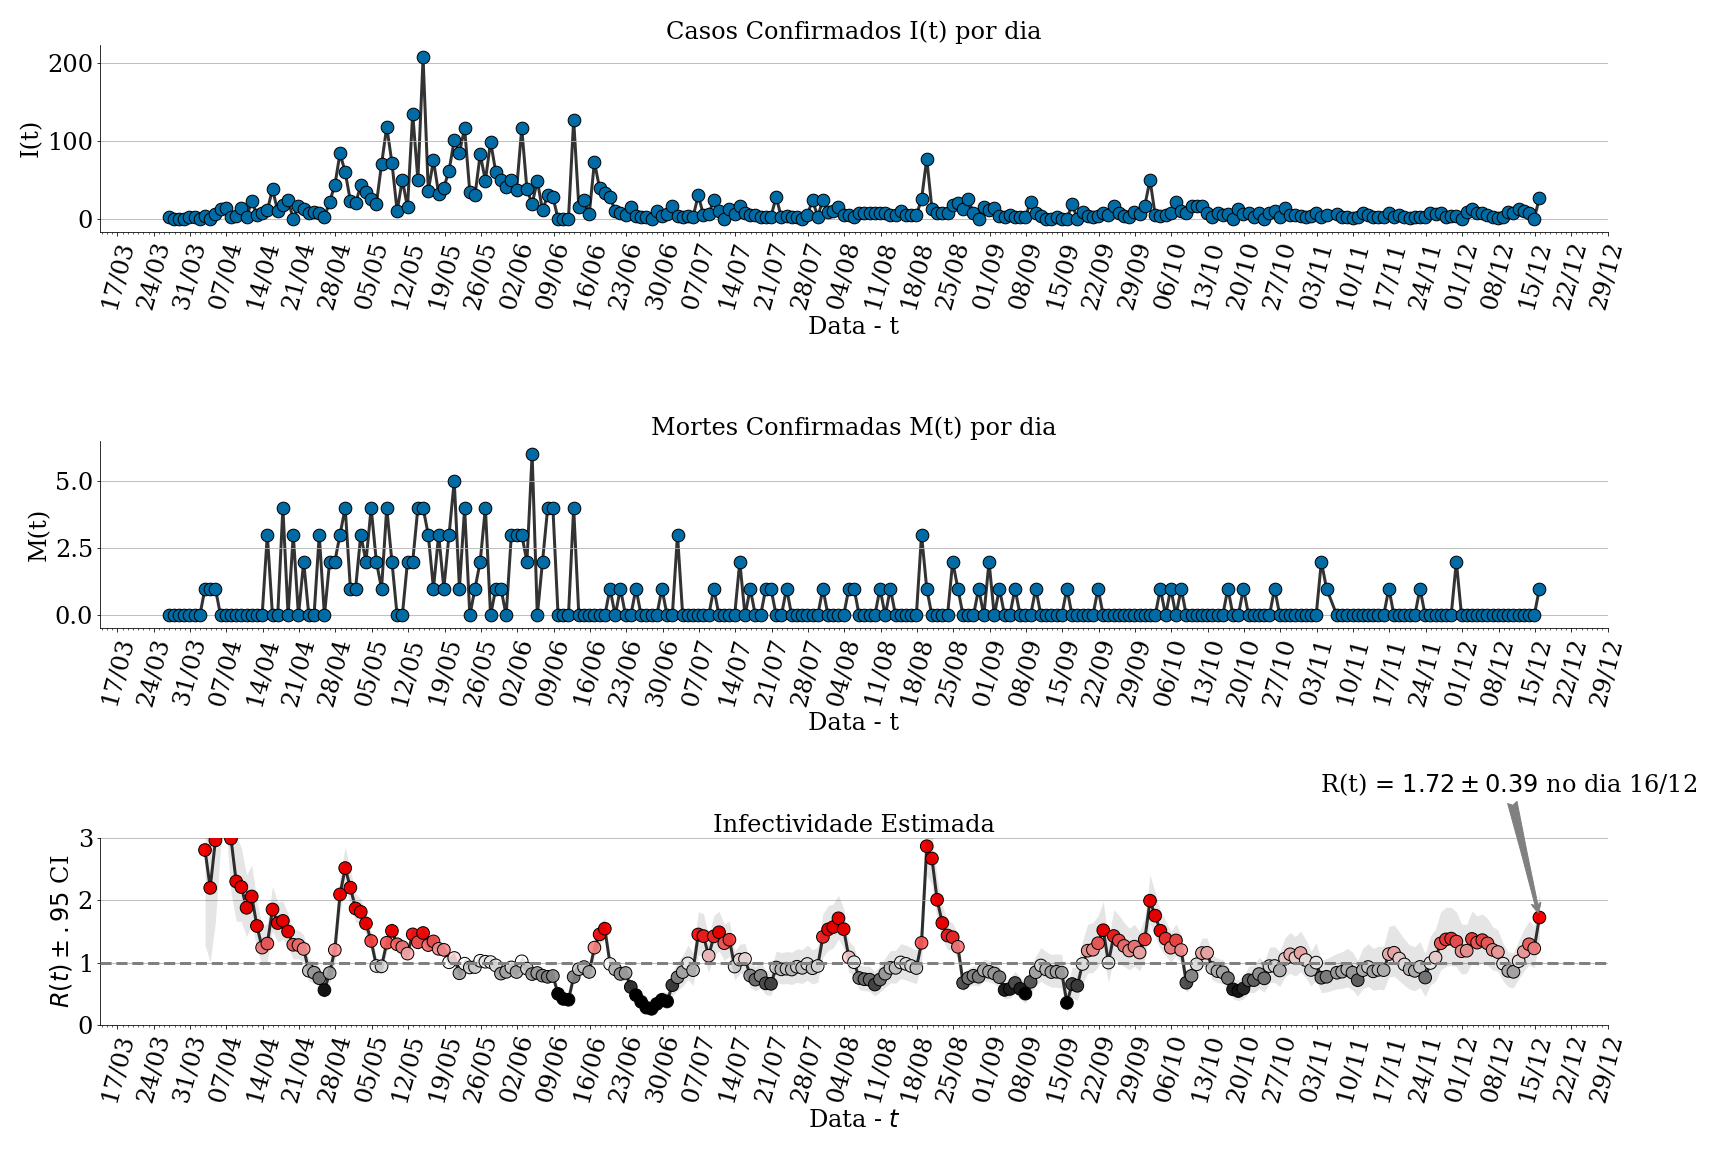 Casos Confirmados I(t) por dia
200
100
0
I(t)
17/03 24/03 31/03 07/04 14/04 21/04 28/04 05/05 12/05 19/05 26/05 02/06 09/06 16/06 23/06 30/06 07/07 14/07 21/07 28/07 04/08 11/08 18/08 25/08 01/09 08/09 15/09 22/09 29/09 06/10 13/10 20/10 27/10 03/11 10/11 17/11 24/11 01/12 08/12 15/12 22/12 29/12
Data - t
Mortes Confirmadas M(t) por dia
5.0
2.5
0.0
M(t)
17/03 24/03 31/03 07/04 14/04 21/04 28/04 05/05 12/05 19/05 26/05 02/06 09/06 16/06 23/06 30/06 07/07 14/07 21/07 28/07 04/08 11/08 18/08 25/08 01/09 08/09 15/09 22/09 29/09 06/10 13/10 20/10 27/10 03/11 10/11 17/11 24/11 01/12 08/12 15/12 22/12 29/12
Data - t
R(t) = 1.72 ± 0.39 no dia 16/12
Infectividade Estimada
3
2
1
0
R(t) ± .95 CI
17/03 24/03 31/03 07/04 14/04 21/04 28/04 05/05 12/05 19/05 26/05 02/06 09/06 16/06 23/06 30/06 07/07 14/07 21/07 28/07 04/08 11/08 18/08 25/08 01/09 08/09 15/09 22/09 29/09 06/10 13/10 20/10 27/10 03/11 10/11 17/11 24/11 01/12 08/12 15/12 22/12 29/12
Data - t